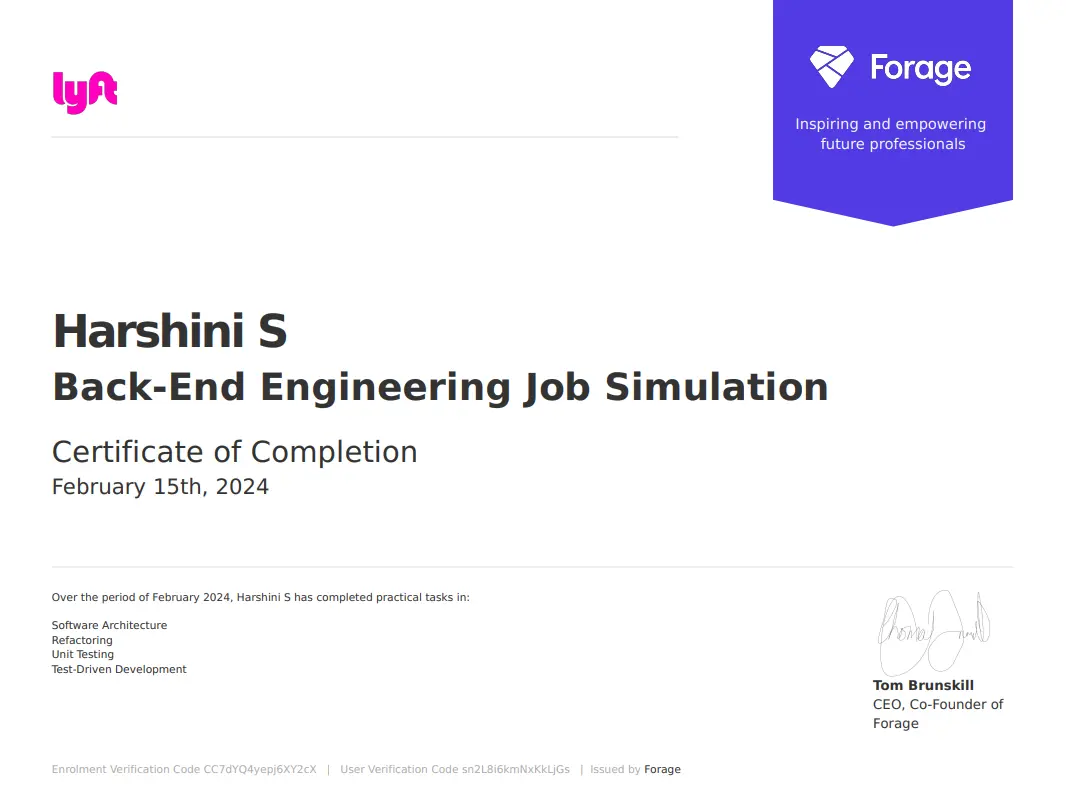 lyft
Forage
Inspiring and empowering
future professionals
Harshini S
Back-End Engineering Job Simulation
Certificate of Completion
February 15th, 2024
Over the period of February 2024, Harshini S has completed practical tasks in:
Software Architecture
Refactoring
Unit Testing
Test-Driven Development
Tom Brunskill
CEO, Co-Founder of
Forage
Enrolment Verification Code CC7dYQ4yepj6XY2cX | User Verification Code sn2L8i6kmNxKkLjGs | Issued by Forage